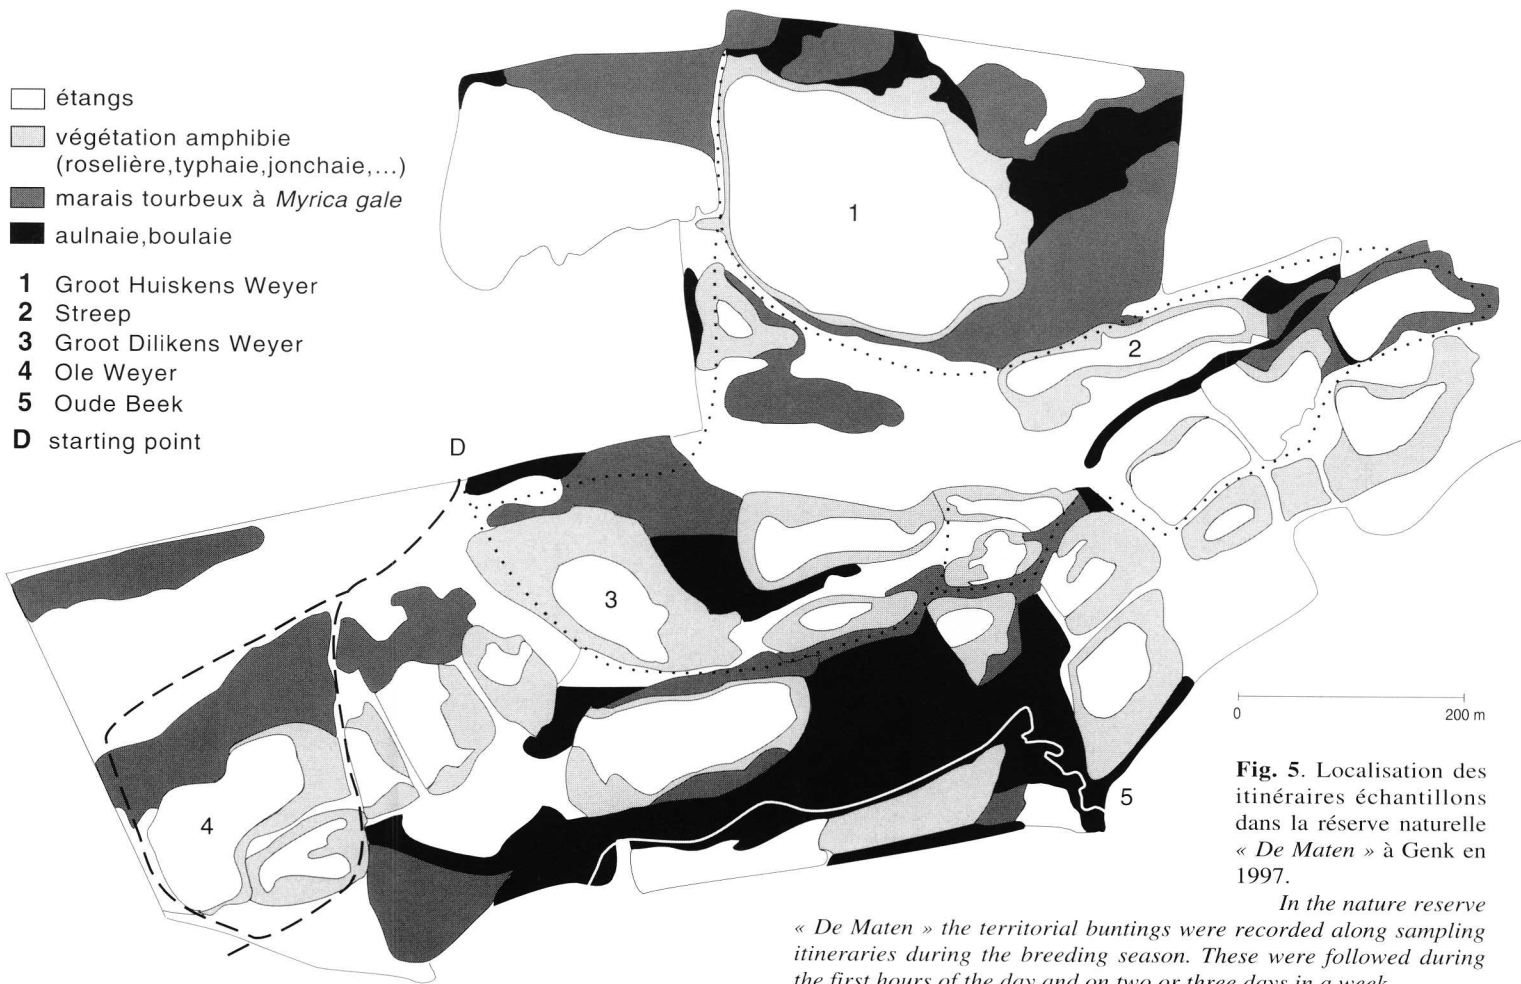 étangs
végétation amphibie
(roselière,typhaie,jonchaie,...)
marais tourbeux à Myrica gale
aulnaie,boulaie
1 Groot Huiskens Weyer
2 Streep
3 Groot Dilikens Weyer
4 Ole Weyer
5 Oude Beek
D starting point
D
1
2
3
4
5
0 200 m
Fig. 5. Localisation des
itinéraires échantillons
dans la réserve naturelle
« De Maten » à Genk en
1997.
In the nature reserve
« De Maten » the territorial buntings were recorded along sampling
itineraries during the breeding season. These were followed during
the first hours of the day and on two or three days in a week.